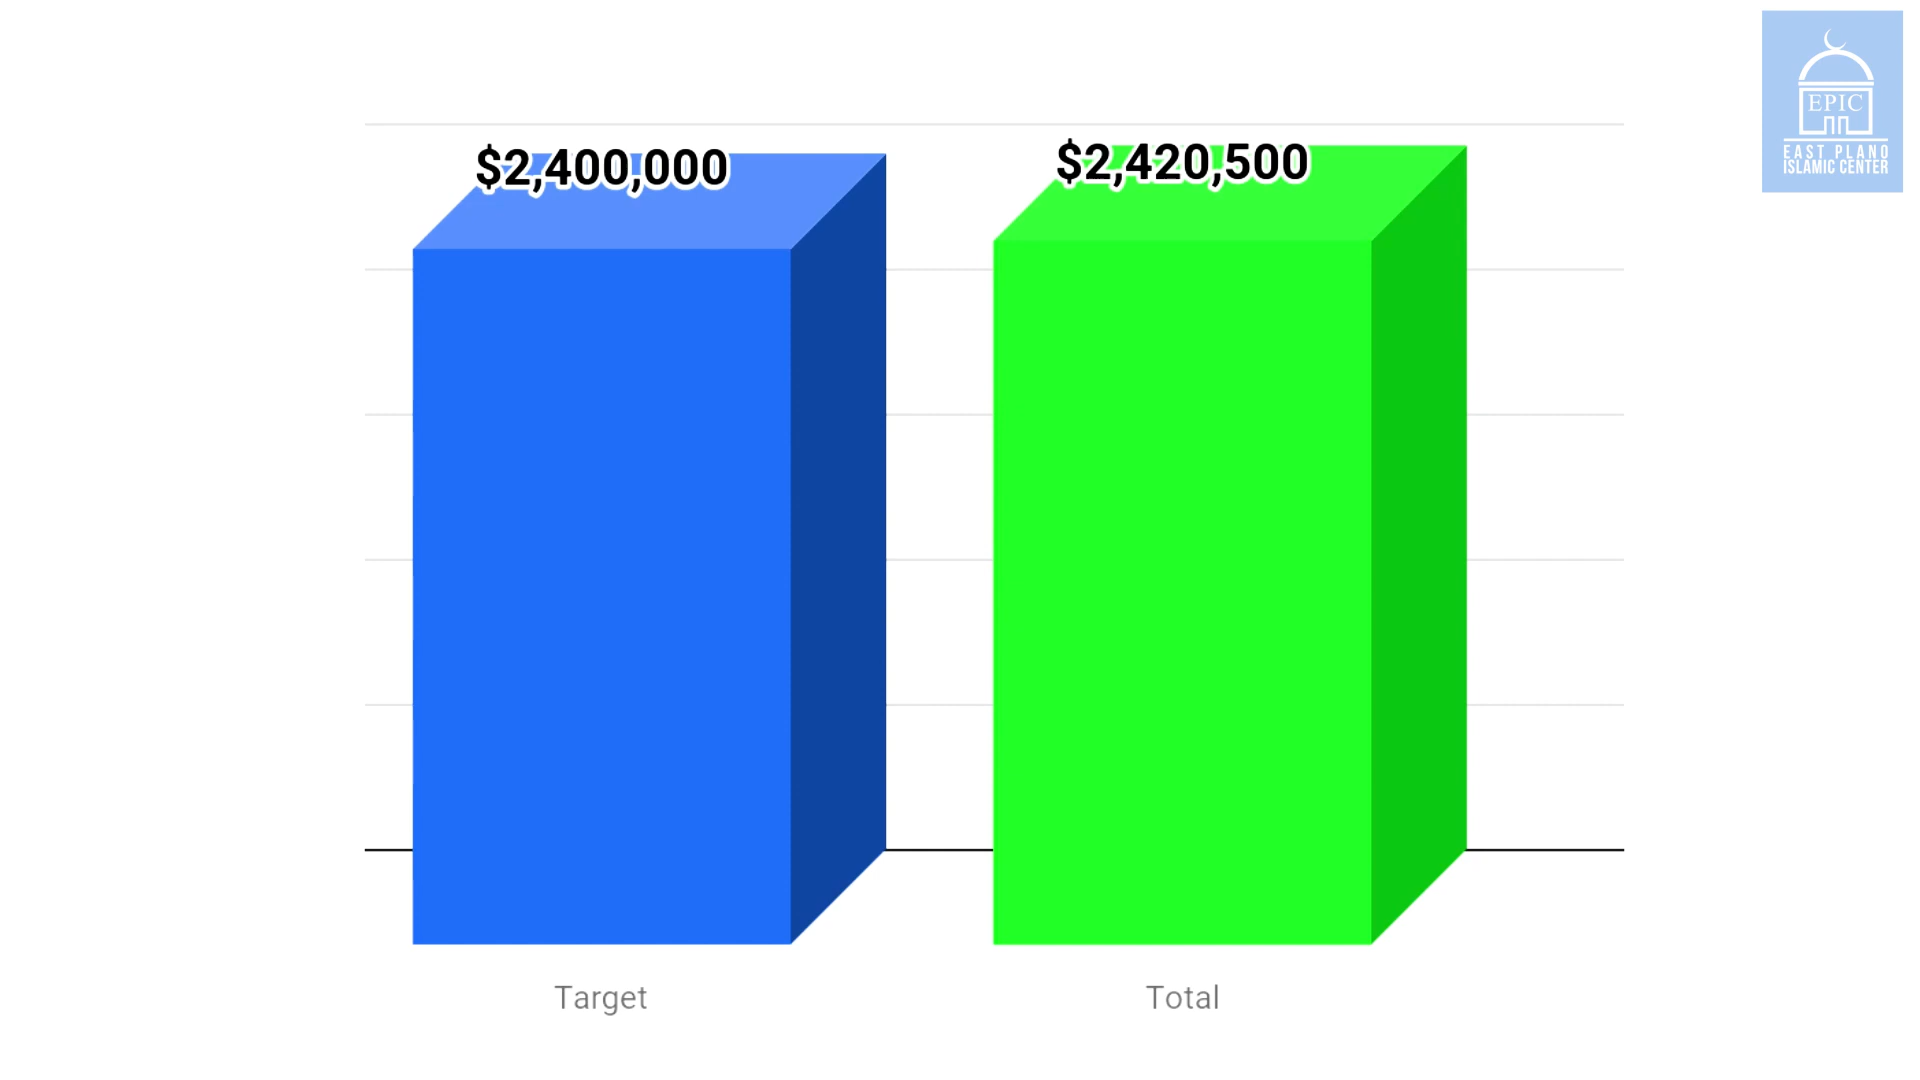 $2,400,000
$2,420,500
Target
Total
EPIC
EAST PLANO
ISLAMIC CENTER